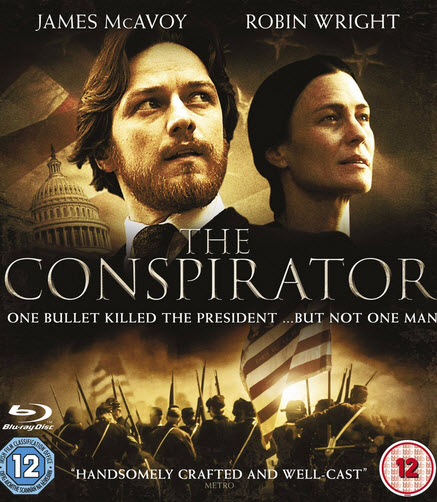 JAMES McAVOY ROBIN WRIGHT
THE
CONSPIRATOR
ONE BULLET KILLED THE PRESIDENT ...BUT NOT ONE MAN
Blu-ray Disc
12
12
"HANDSOMELY CRAFTED AND WELL-CAST"
METRO